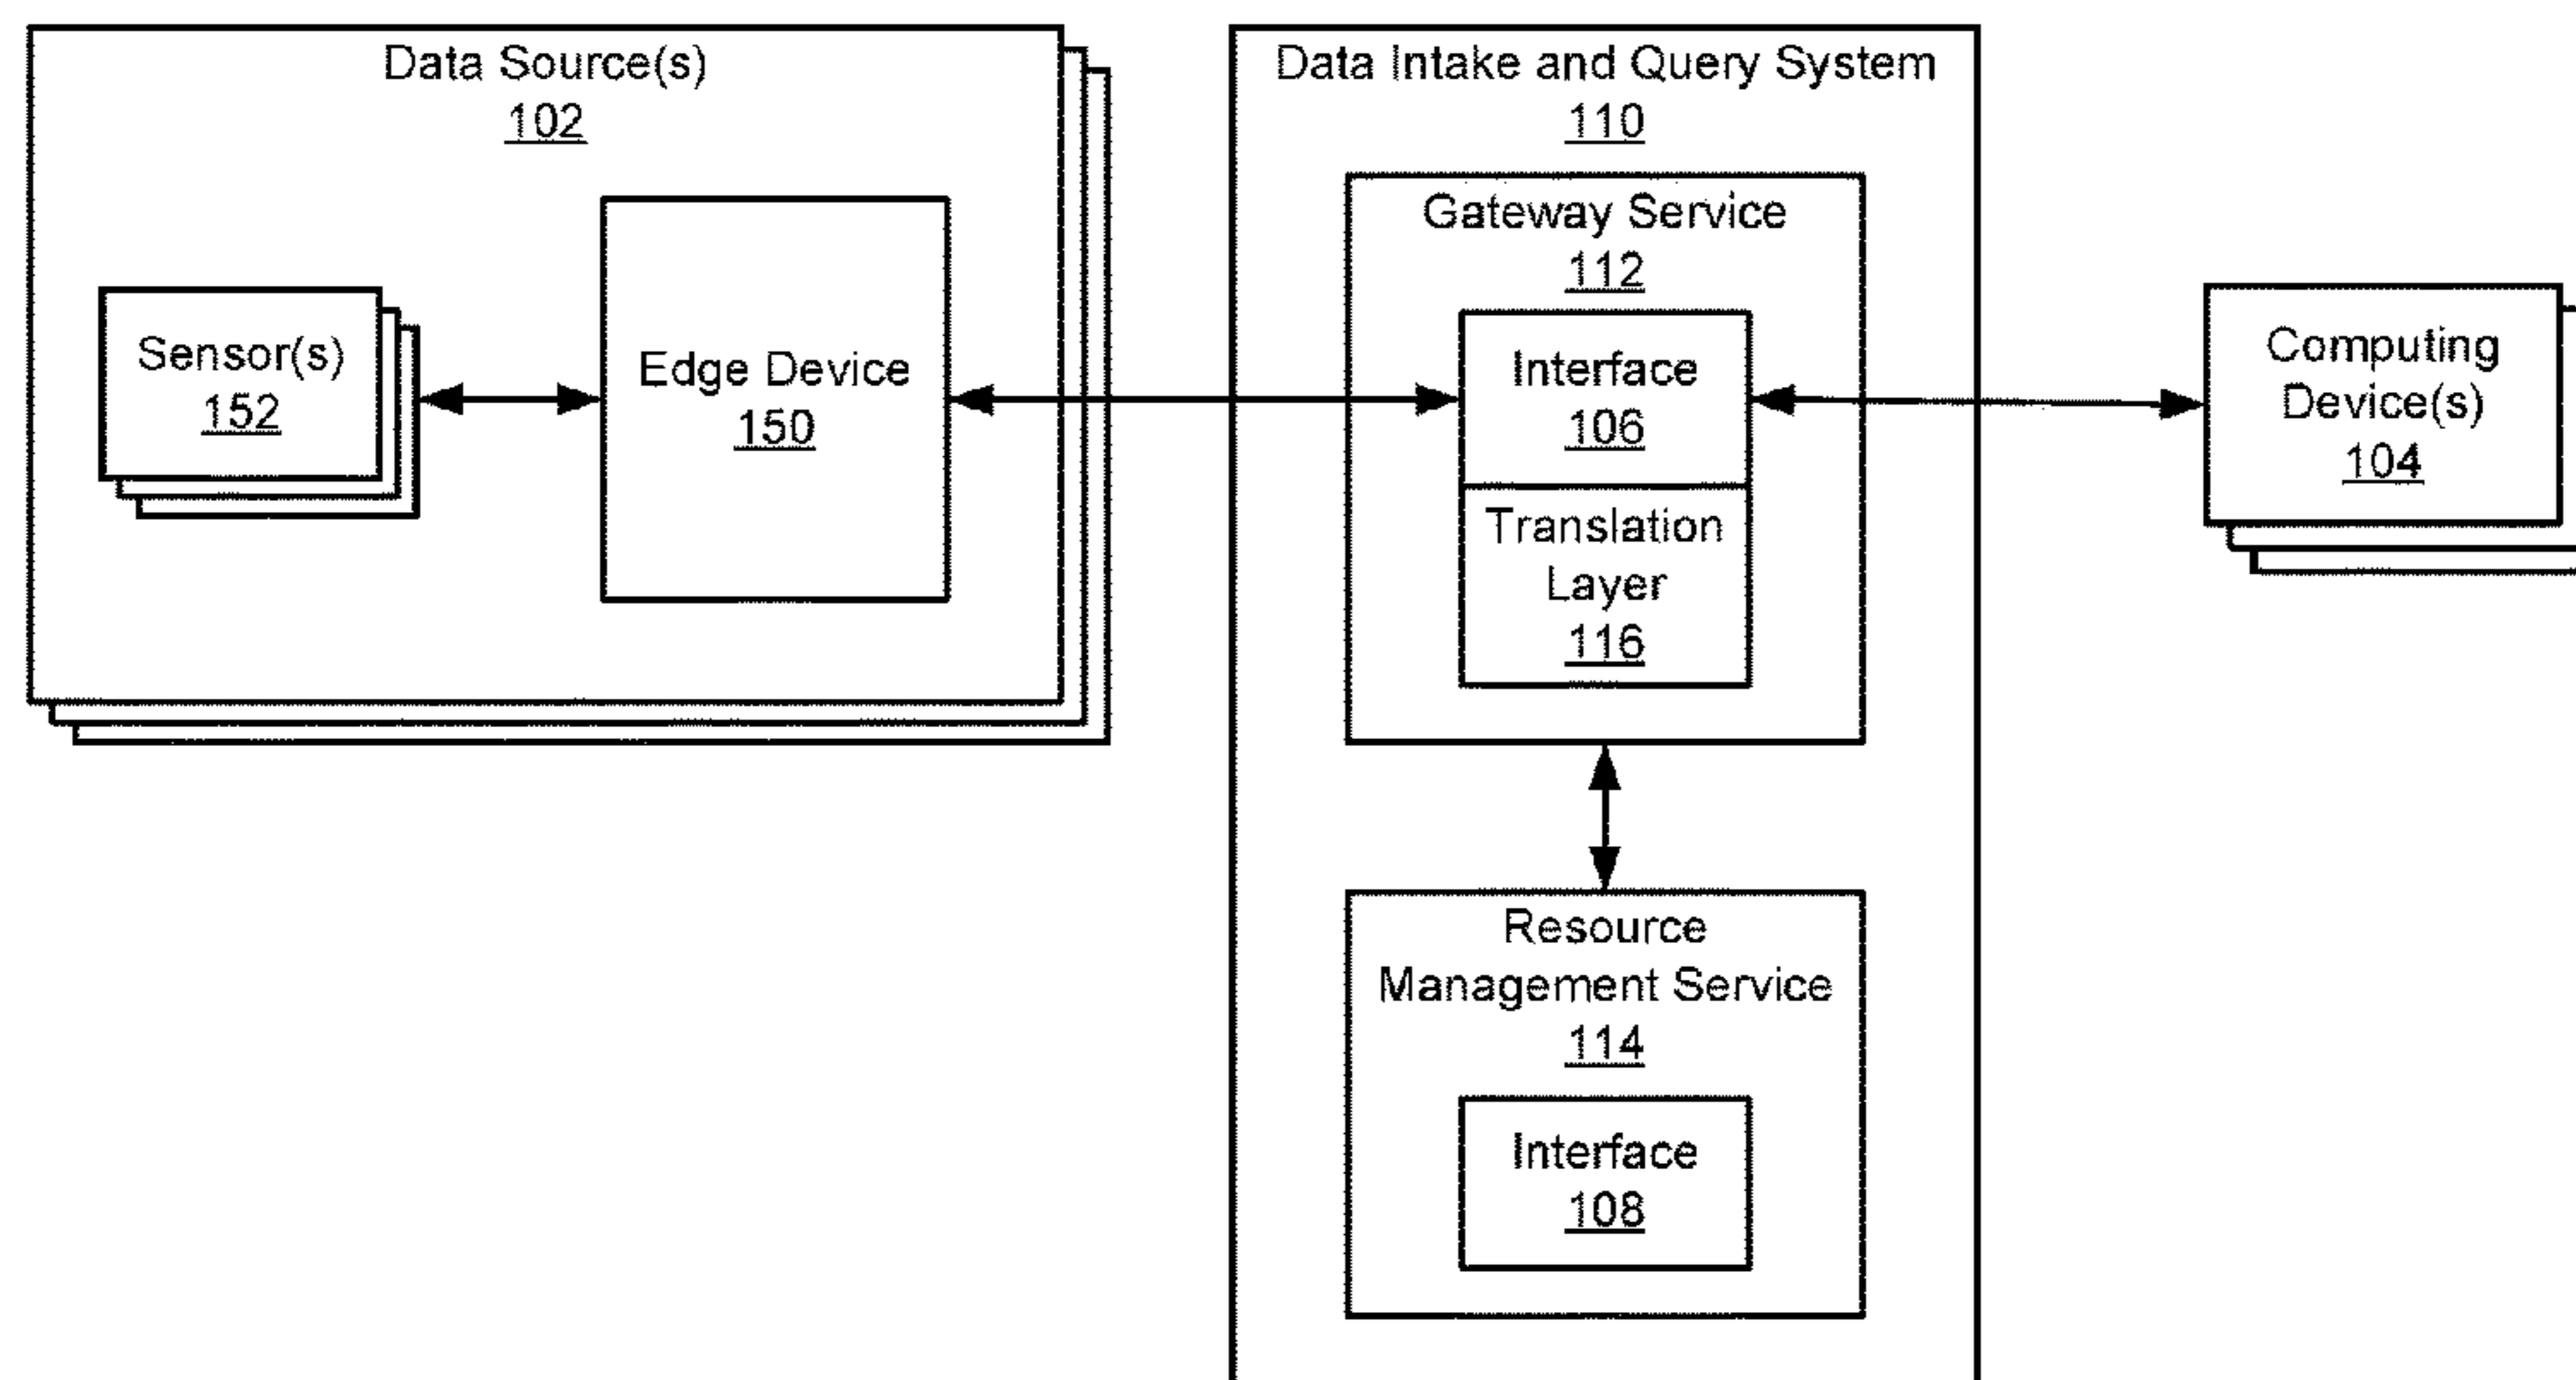 Data Source(s)
102
Sensor(s)
152
Edge Device
150
Data Intake and Query System
110
Gateway Service
112
Interface
106
Translation
Layer
116
Resource
Management Service
114
Interface
108
Computing
Device(s)
104